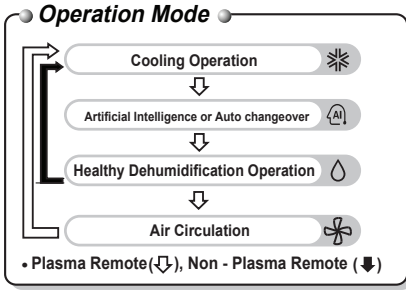 Operation Mode
Cooling Operation
Artificial Intelligence or Auto changeover
AI
Healthy Dehumidification Operation
Air Circulation
• Plasma Remote(⇩), Non - Plasma Remote (⬇)